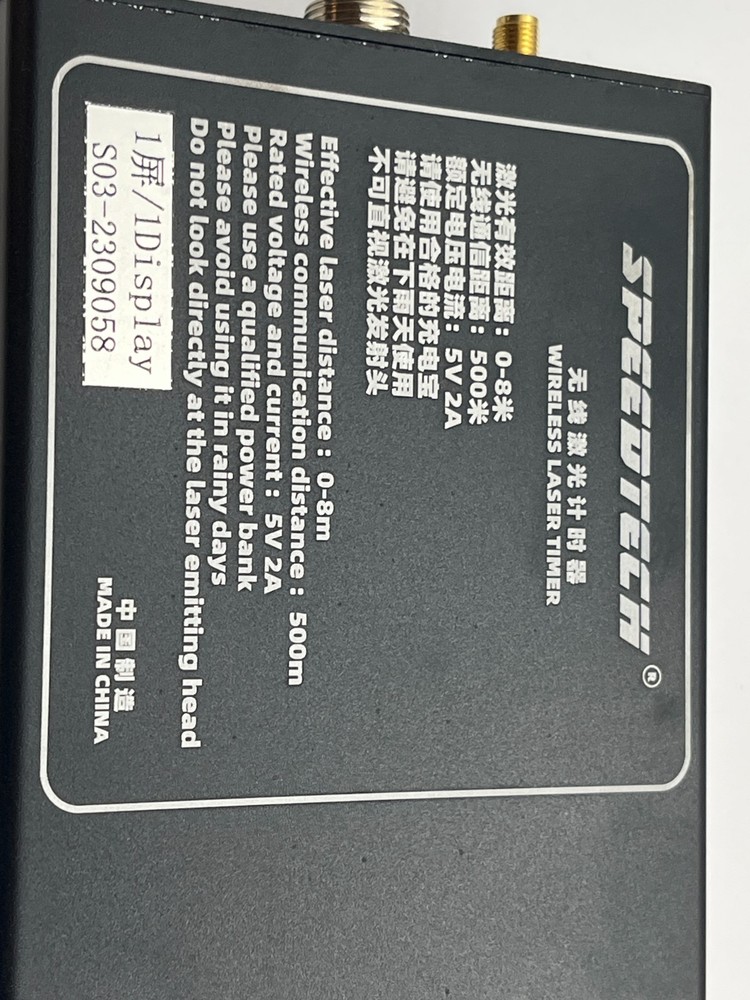 SPEEDTECH®
无线激光计时器
WIRELESS LASER TIMER
激光有效距离：0-8米
无线通信距离：500米
额定电压电流：5V 2A
请使用合格的充电宝
请避免在下雨天使用
不可直视激光发射头
Effective laser distance : 0-8m
Wireless communication distance : 500m
Rated voltage and current : 5V 2A
Please use a qualified power bank
Please avoid using it in rainy days
Do not look directly at the laser emitting head
1屏/1Display
S03-2309058
中国制造
MADE IN CHINA